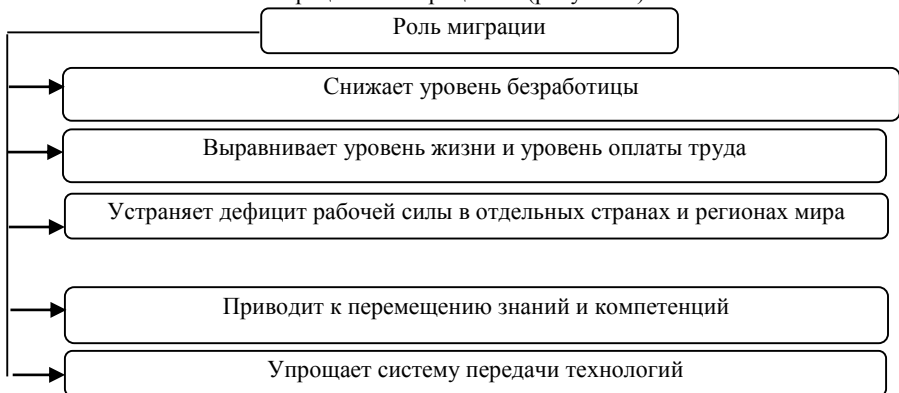 Роль миграции
Снижает уровень безработицы
Выравнивает уровень жизни и уровень оплаты труда
Устраняет дефицит рабочей силы в отдельных странах и регионах мира
Приводит к перемещению знаний и компетенций
Упрощает систему передачи технологий